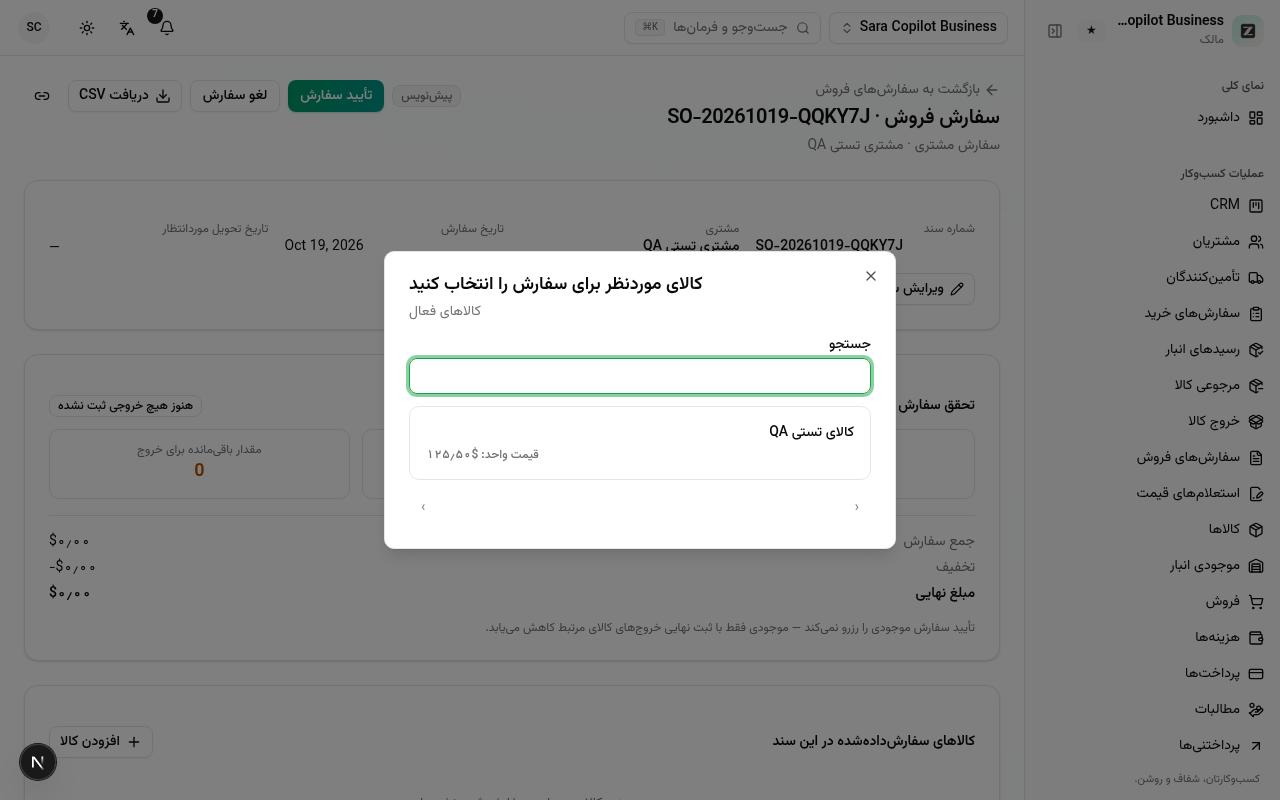 …opilot Business
مالک
نمای کلی
داشبورد
عملیات کسب‌وکار
CRM
مشتریان
تأمین‌کنندگان
سفارش‌های خرید
رسیدهای انبار
مرجوعی کالا
خروج کالا
سفارش‌های فروش
استعلام‌های قیمت
کالاها
موجودی انبار
فروش
هزینه‌ها
پرداخت‌ها
مطالبات
پرداختنی‌ها
کسب‌وکارتان، شفاف و روشن.
Sara Copilot Business
جست‌وجو و فرمان‌ها
⌘K
7
SC
بازگشت به سفارش‌های فروش
سفارش فروش · SO-20261019-QQKY7J
سفارش مشتری · مشتری تستی QA
پیش‌نویس
تأیید سفارش
لغو سفارش
دریافت CSV
شماره سند
SO-20261019-QQKY7J
مشتری
مشتری تستی QA
تاریخ سفارش
Oct 19, 2026
تاریخ تحویل موردانتظار
—
ویرایش
کالای موردنظر برای سفارش را انتخاب کنید
کالاهای فعال
جستجو
کالای تستی QA
قیمت واحد: $۱۲۵٫۵۰
‹ ›
تحقق سفارش
هنوز هیچ خروجی ثبت نشده
مقدار باقی‌مانده برای خروج
0
جمع سفارش
$۰٫۰۰
تخفیف
-$۰٫۰۰
مبلغ نهایی
$۰٫۰۰
تأیید سفارش موجودی را رزرو نمی‌کند — موجودی فقط با ثبت نهایی خروج‌های کالای مرتبط کاهش می‌یابد.
کالاهای سفارش‌داده‌شده در این سند
افزودن کالا
N